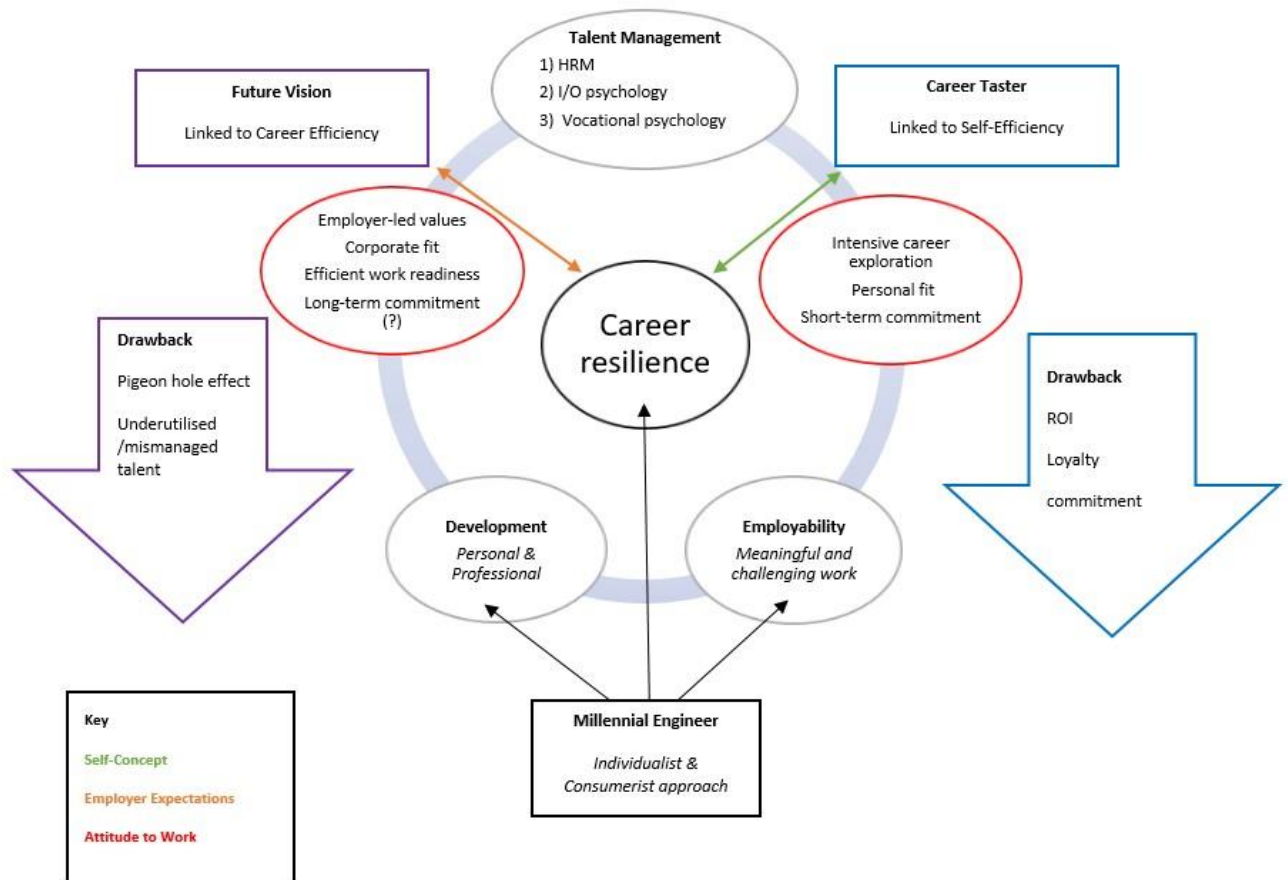 Talent Management
1) HRM
2) I/O psychology
3) Vocational psychology
Future Vision
Linked to Career Efficiency
Career Taster
Linked to Self-Efficiency
Employer-led values
Corporate fit
Efficient work readiness
Long-term commitment
(?)
Intensive career
exploration
Personal fit
Short-term commitment
Career
resilience
Drawback
Pigeon hole effect
Underutilised
/mismanaged
talent
Drawback
ROI
Loyalty
commitment
Development
Personal &
Professional
Employability
Meaningful and
challenging work
Millennial Engineer
Individualist &
Consumerist approach
Key
Self-Concept
Employer Expectations
Attitude to Work